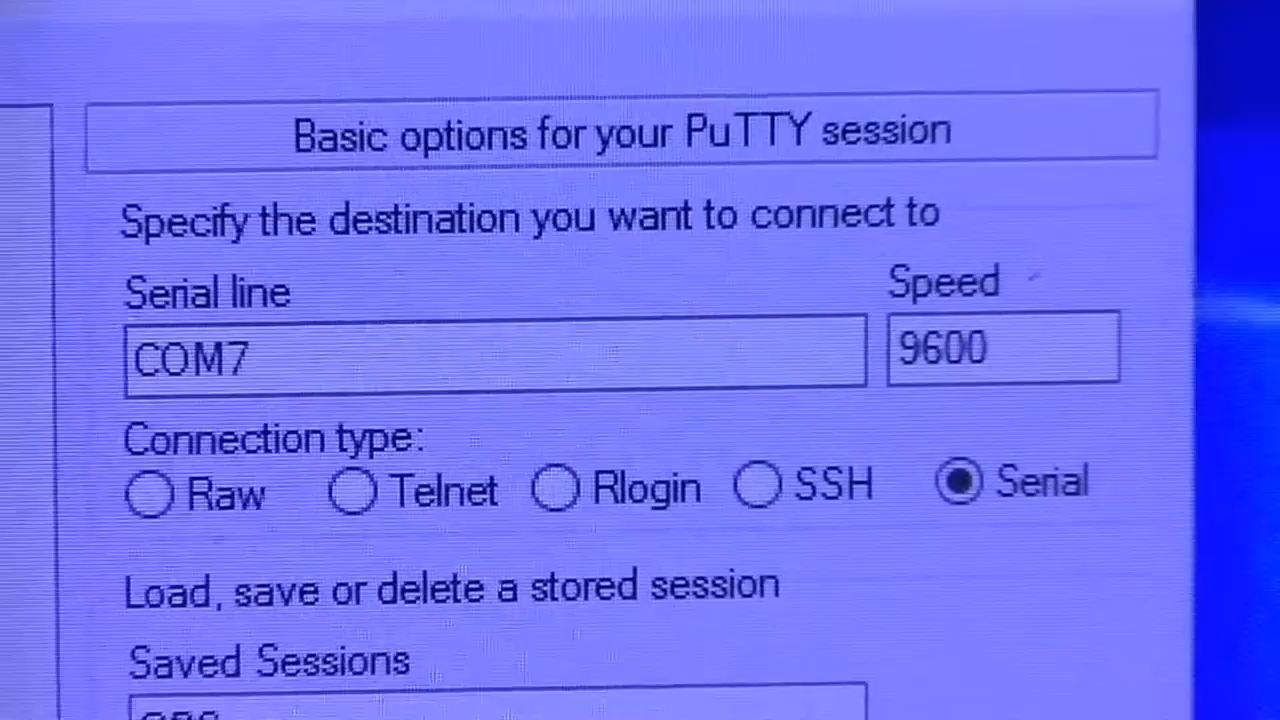 Basic options for your PuTTY session
Specify the destination you want to connect to
Serial line Speed
COM7 9600
Connection type:
Raw Telnet Rlogin SSH Serial
Load, save or delete a stored session
Saved Sessions